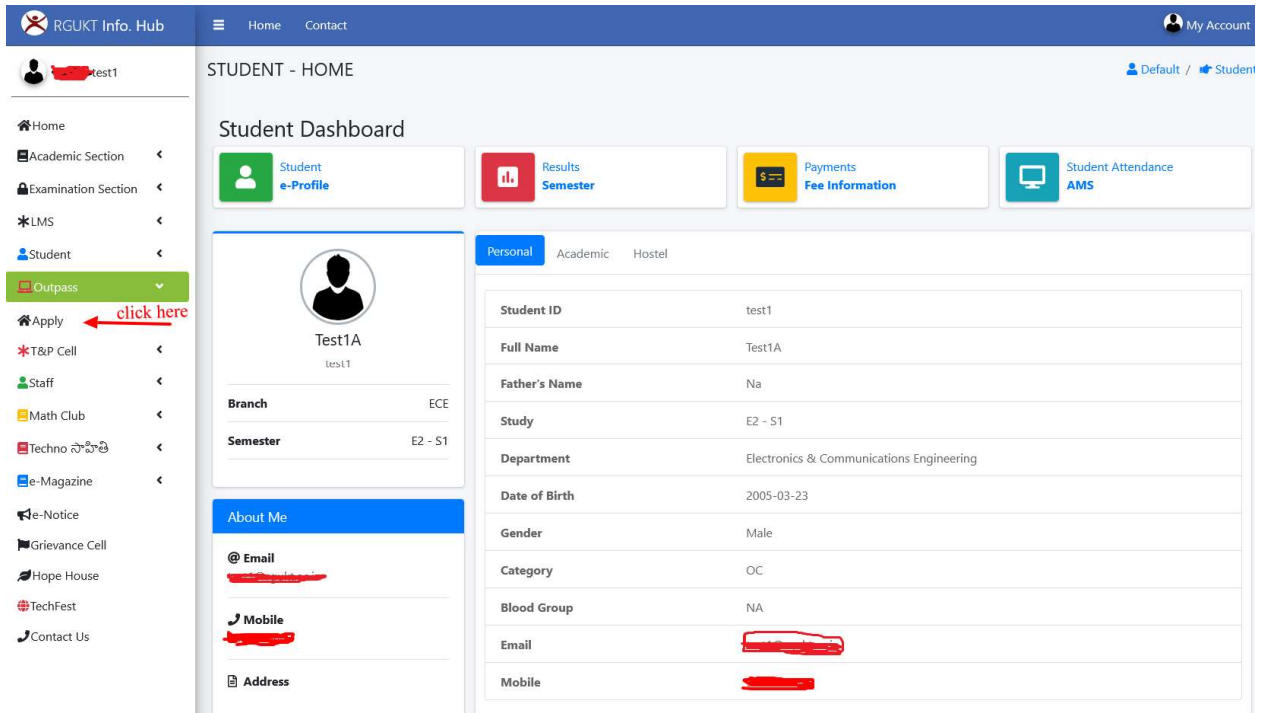 RGUKT Info. Hub
Home Contact
My Account
test1
STUDENT - HOME
Default / Student
Home
Academic Section
Examination Section
LMS
Student
Outpass
Apply
click here
T&P Cell
Staff
Math Club
Techno సాహితి
e-Magazine
e-Notice
Grievance Cell
Hope House
TechFest
Contact Us
Student Dashboard
Student
e-Profile
Results
Semester
Payments
Fee Information
Student Attendance
AMS
Test1A
test1
Branch ECE
Semester E2 - S1
About Me
@ Email
Mobile
Address
Personal Academic Hostel
Student ID test1
Full Name Test1A
Father's Name Na
Study E2 - S1
Department Electronics & Communications Engineering
Date of Birth 2005-03-23
Gender Male
Category OC
Blood Group NA
Email
Mobile